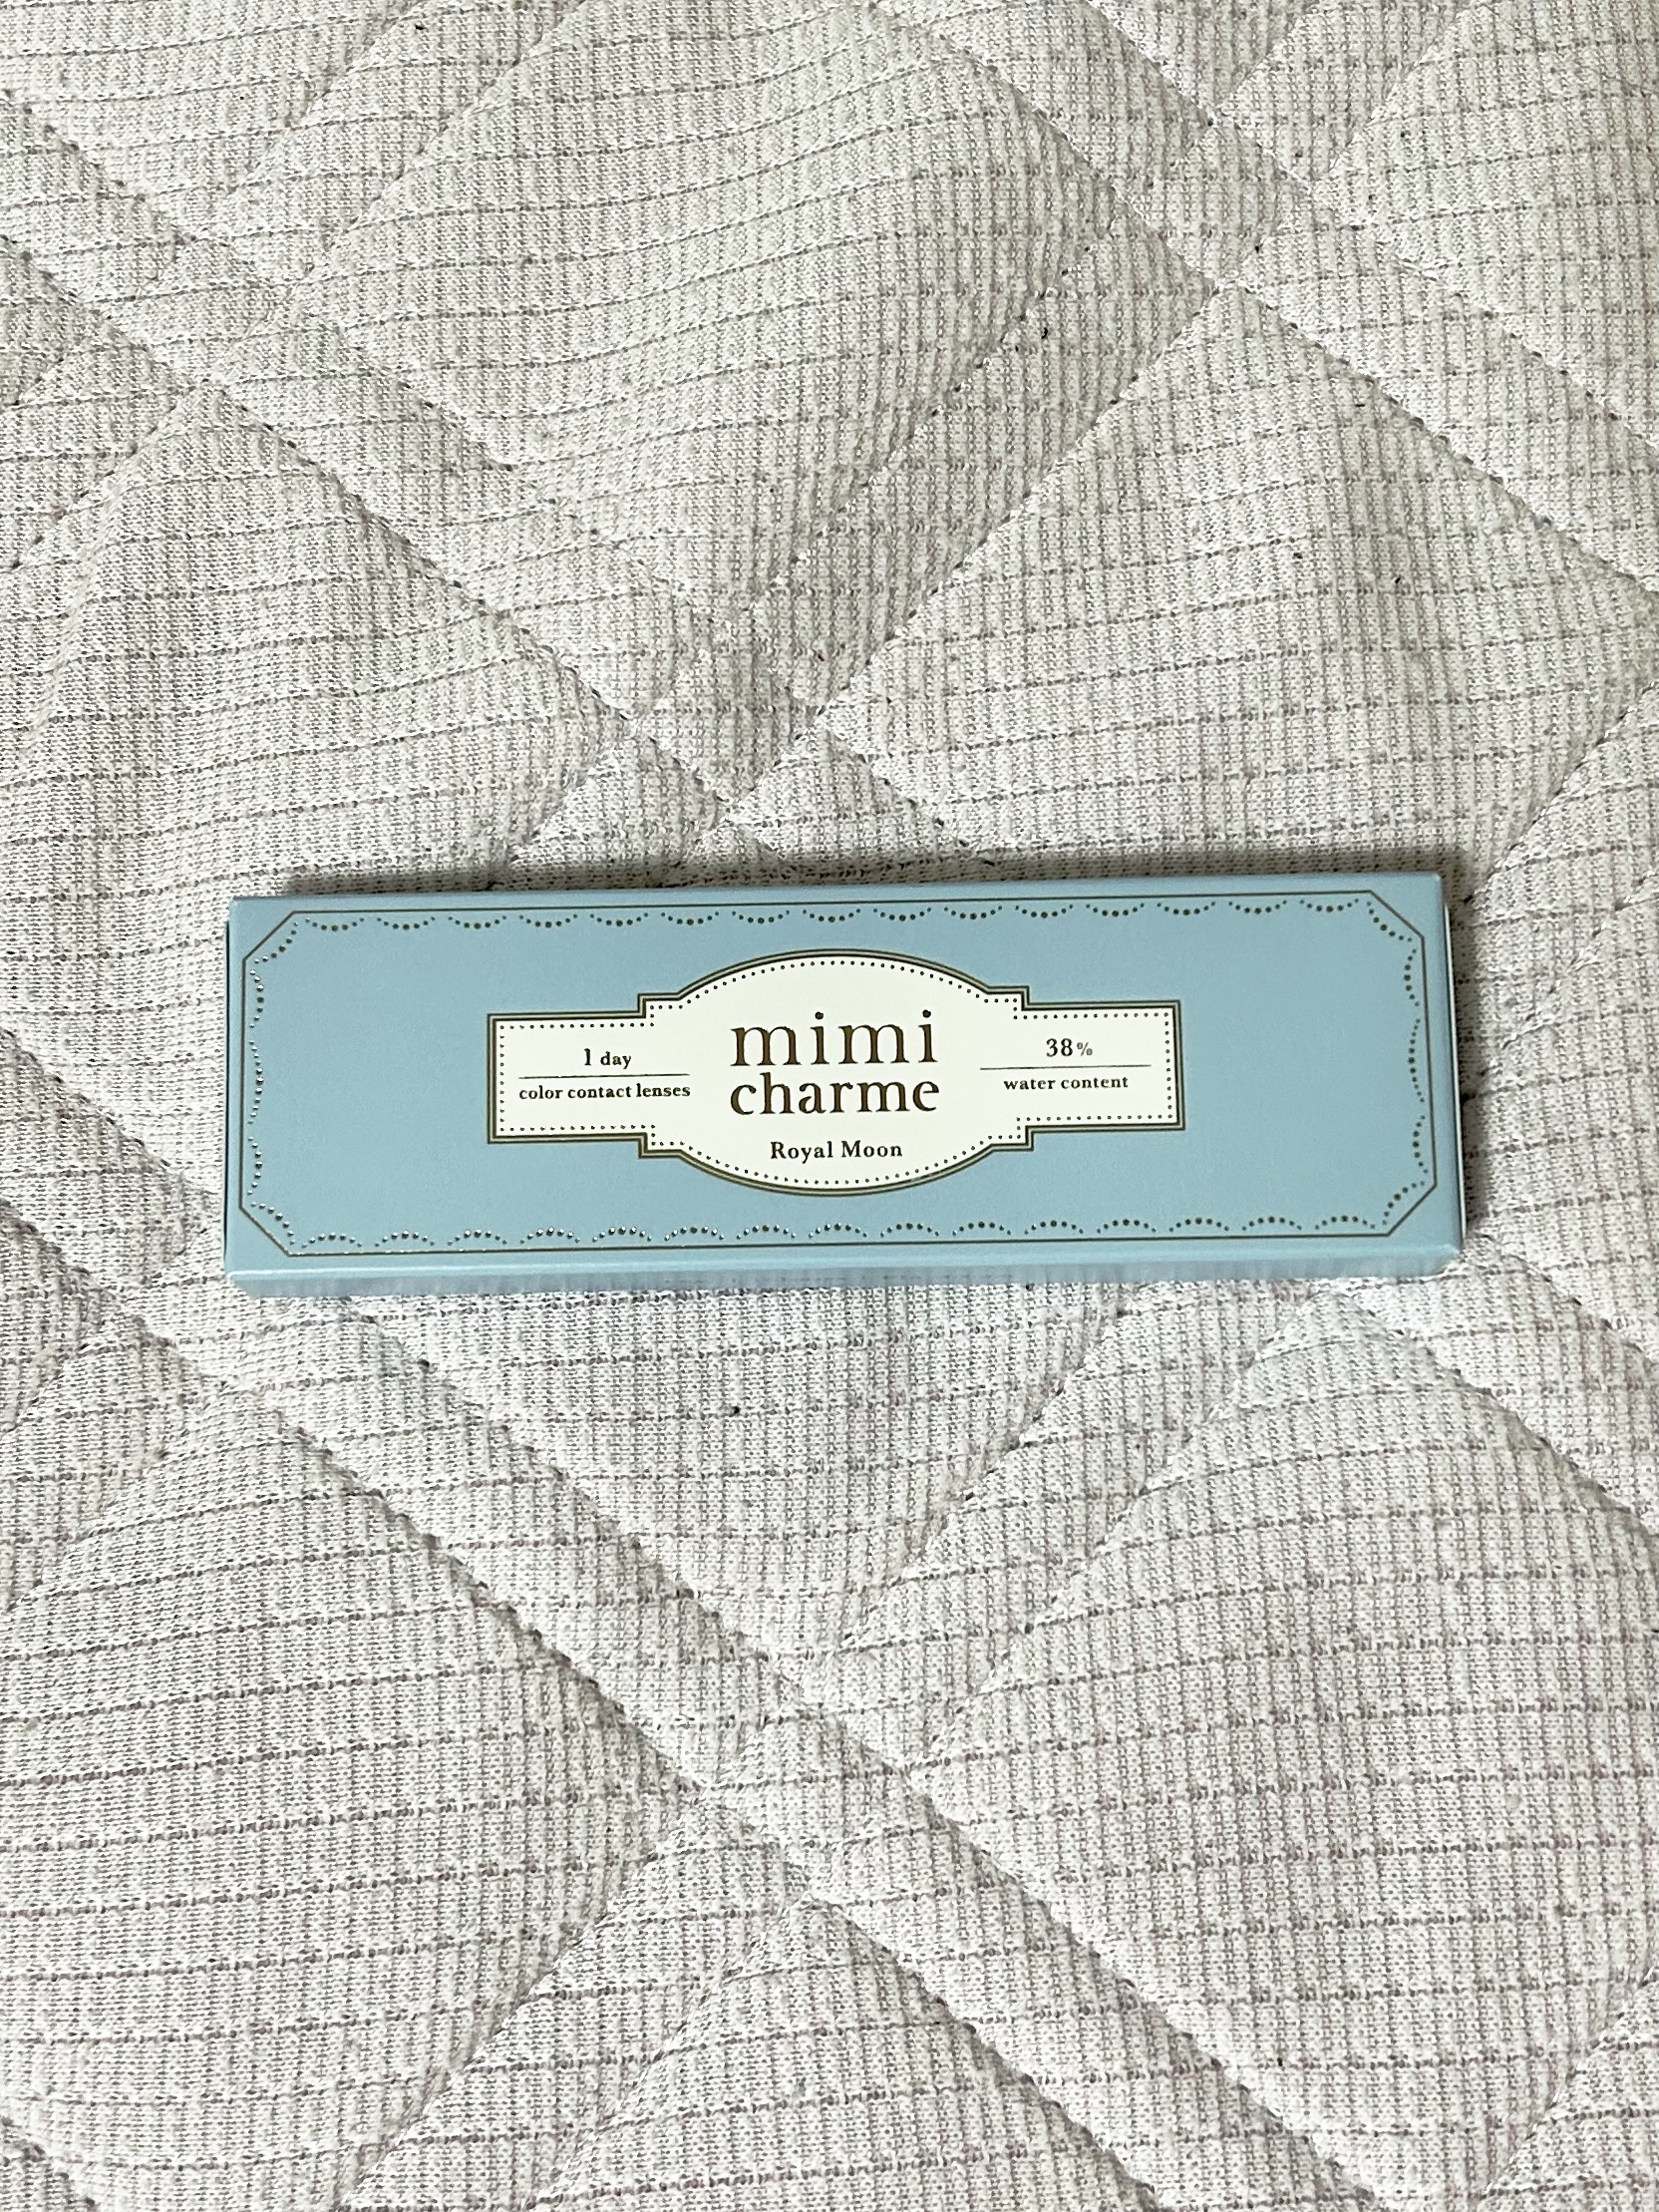 1 day
color contact lenses
mimi
charme
Royal Moon
38%
water content